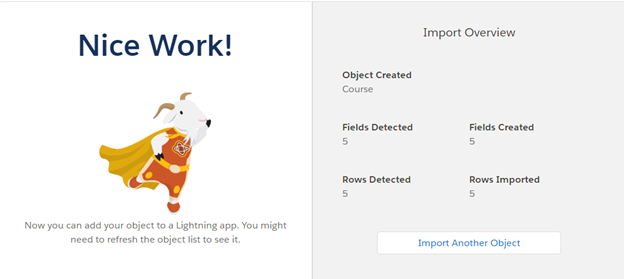 Nice Work!
Now you can add your object to a Lightning app. You might
need to refresh the object list to see it.
Import Overview
Object Created
Course
Fields Detected
5
Fields Created
5
Rows Detected
5
Rows Imported
5
Import Another Object